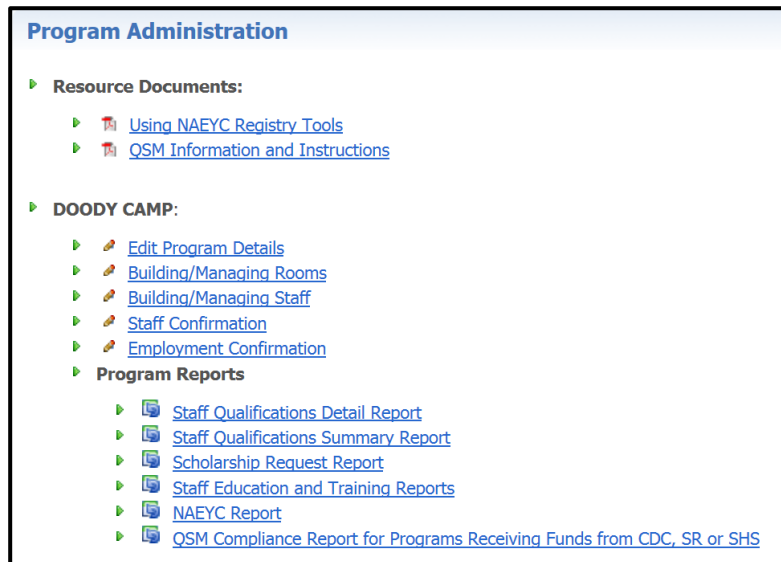 Program Administration
Resource Documents:
Using NAEYC Registry Tools
QSM Information and Instructions
DOODY CAMP:
Edit Program Details
Building/Managing Rooms
Building/Managing Staff
Staff Confirmation
Employment Confirmation
Program Reports
Staff Qualifications Detail Report
Staff Qualifications Summary Report
Scholarship Request Report
Staff Education and Training Reports
NAEYC Report
QSM Compliance Report for Programs Receiving Funds from CDC, SR or SHS